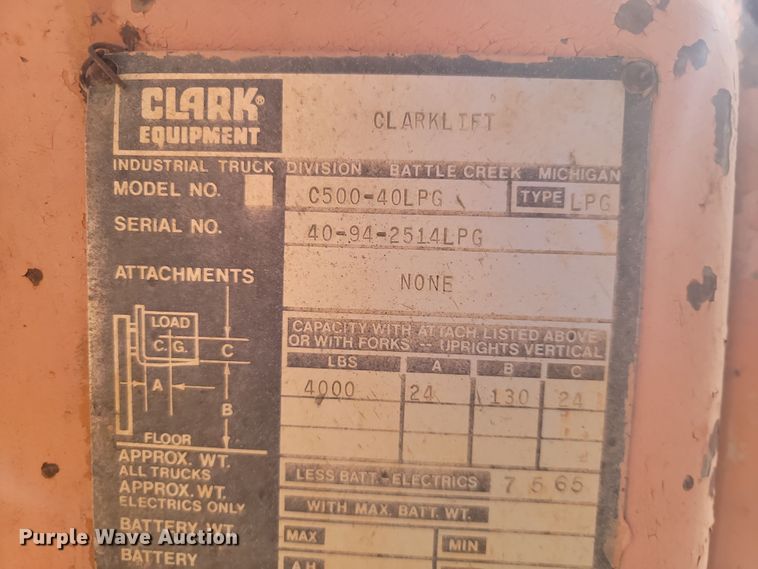 CLARK®
EQUIPMENT
CLARKLIFT
INDUSTRIAL TRUCK DIVISION - BATTLE CREEK MICHIGAN
MODEL NO. C500-40LPG TYPE LPG
SERIAL NO. 40-94-2514LPG
ATTACHMENTS NONE
LOAD
C. G.
C
A
B
FLOOR
CAPACITY WITH ATTACH. LISTED ABOVE
OR WITH FORKS -- UPRIGHTS VERTICAL
LBS A B C
4000 24 130 24
APPROX. WT.
ALL TRUCKS
LESS BATT.-ELECTRICS 7 5 65
APPROX. WT.
ELECTRICS ONLY
WITH MAX. BATT. WT.
BATTERY WT.
MAX MIN
BATTERY
A.H.
Purple Wave Auction